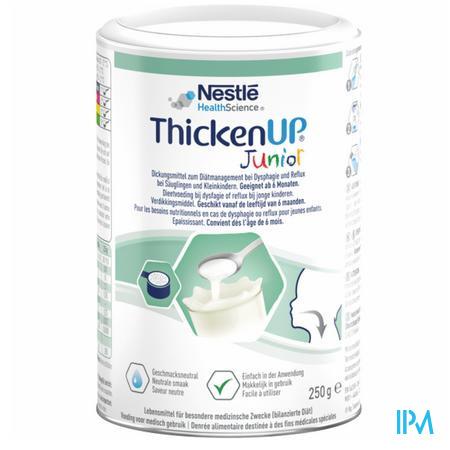 Nestlé
HealthScience®
ThickenUP®
Junior
Dickungsmittel zum Diätmanagement bei Dysphagie und Reflux
bei Säuglingen und Kleinkindern. Geeignet ab 6 Monaten.
Dieetvoeding bij dysfagie of reflux bij jonge kinderen.
Verdikkingsmiddel. Geschikt vanaf de leeftijd van 6 maanden.
Pour les besoins nutritionnels en cas de dysphagie ou reflux pour jeunes enfants.
Epaississant. Convient dès l'âge de 6 mois.
Geschmacksneutral
Neutrale smaak
Saveur neutre
Einfach in der Anwendung
Makkelijk in gebruik
Facile à utiliser
250 g e
Lebensmittel für besondere medizinische Zwecke (bilanzierte Diät)
Voeding voor medisch gebruik / Denrée alimentaire destinée à des fins médicales spéciales
IPM